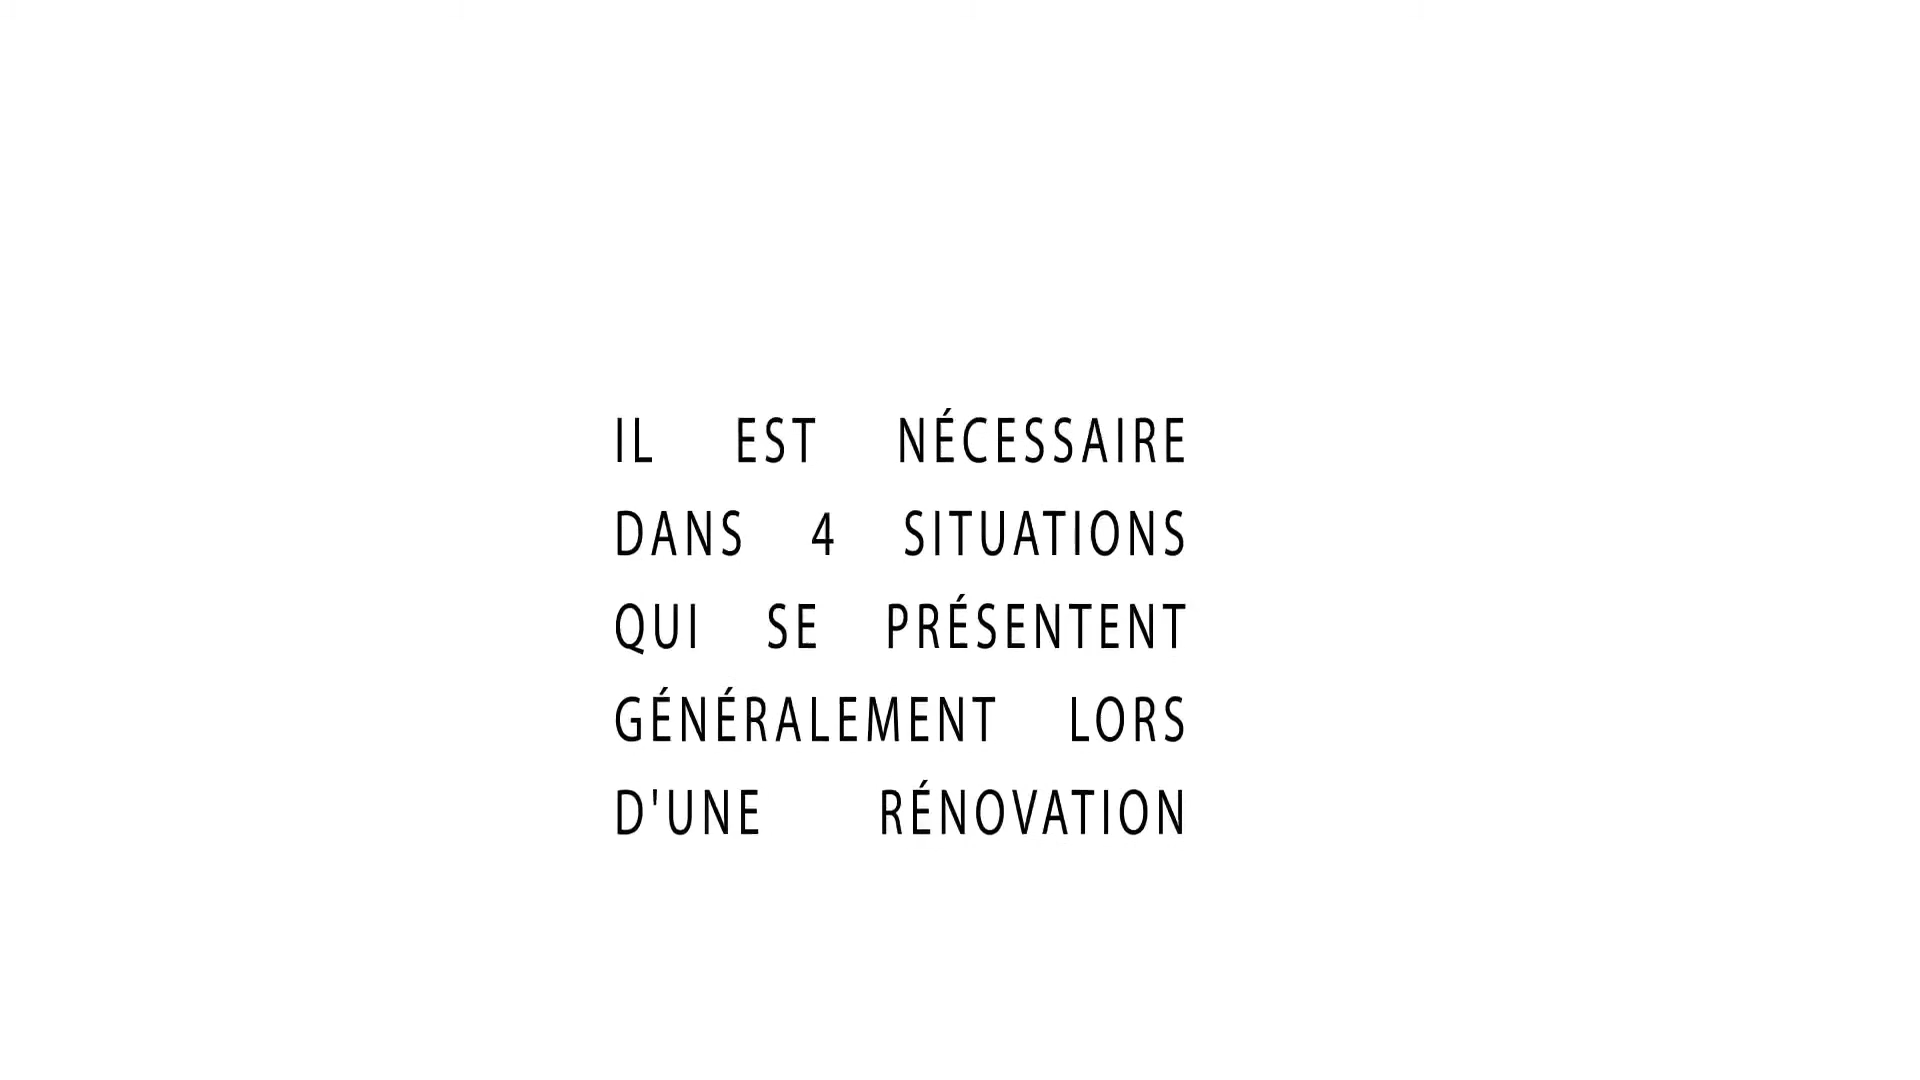 IL EST NÉCESSAIRE
DANS 4 SITUATIONS
QUI SE PRÉSENTENT
GÉNÉRALEMENT LORS
D'UNE RÉNOVATION